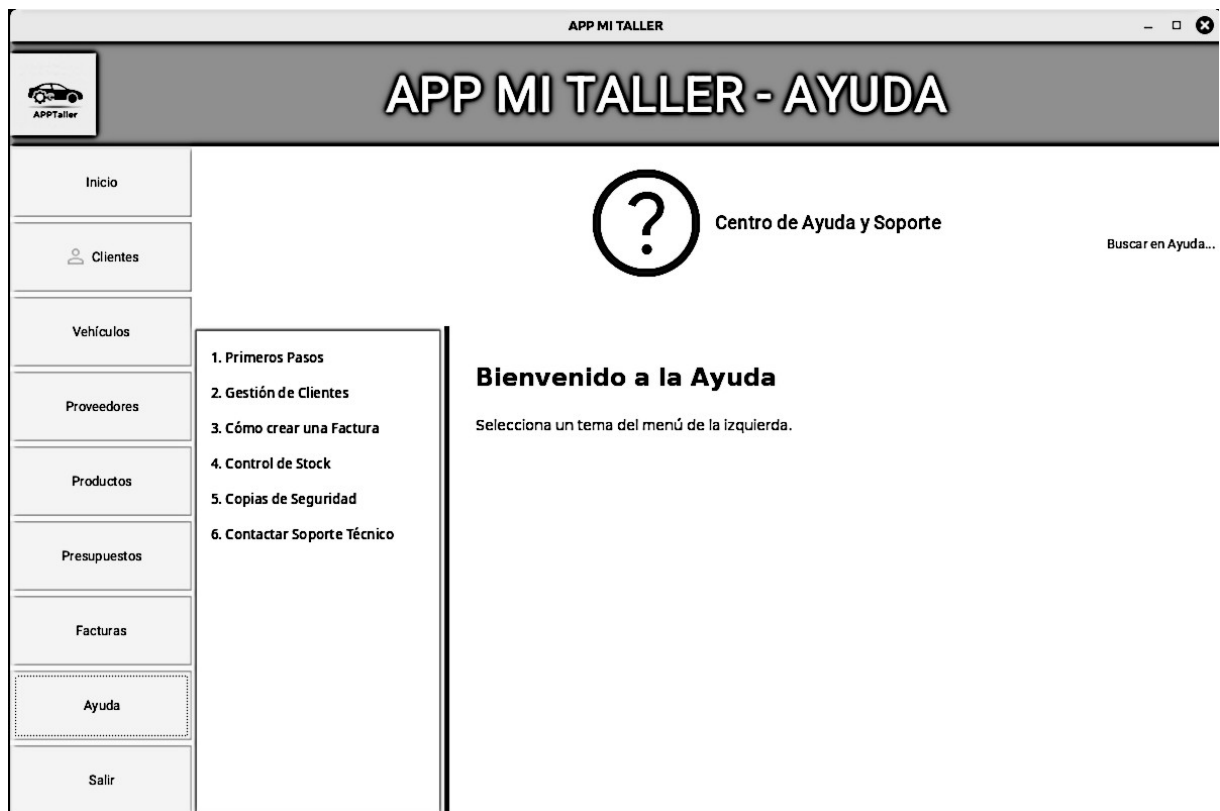 APP MI TALLER
APPTaller
APP MI TALLER - AYUDA
Inicio
Clientes
Vehículos
Proveedores
Productos
Presupuestos
Facturas
Ayuda
Salir
?
Centro de Ayuda y Soporte
Buscar en Ayuda...
1. Primeros Pasos
2. Gestión de Clientes
3. Cómo crear una Factura
4. Control de Stock
5. Copias de Seguridad
6. Contactar Soporte Técnico
Bienvenido a la Ayuda
Selecciona un tema del menú de la izquierda.